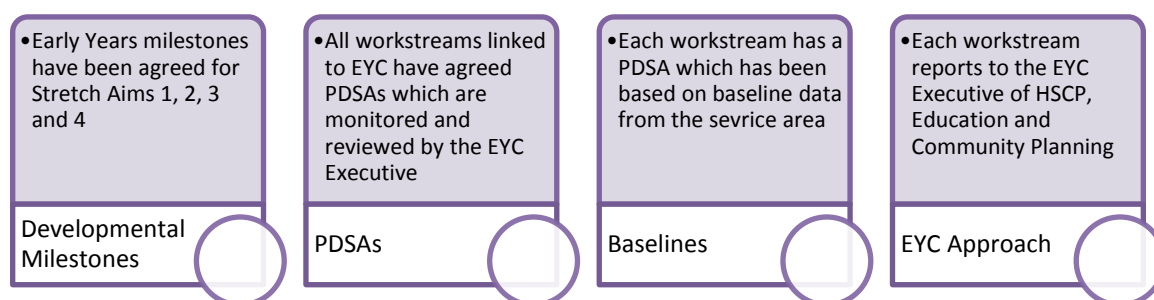 •Early Years milestones
have been agreed for
Stretch Aims 1, 2, 3
and 4
Developmental
Milestones
•All workstreams linked
to EYC have agreed
PDSAs which are
monitored and
reviewed by the EYC
Executive
PDSAs
•Each workstream has a
PDSA which has been
based on baseline data
from the sevrice area
Baselines
•Each workstream
reports to the EYC
Executive of HSCP,
Education and
Community Planning
EYC Approach